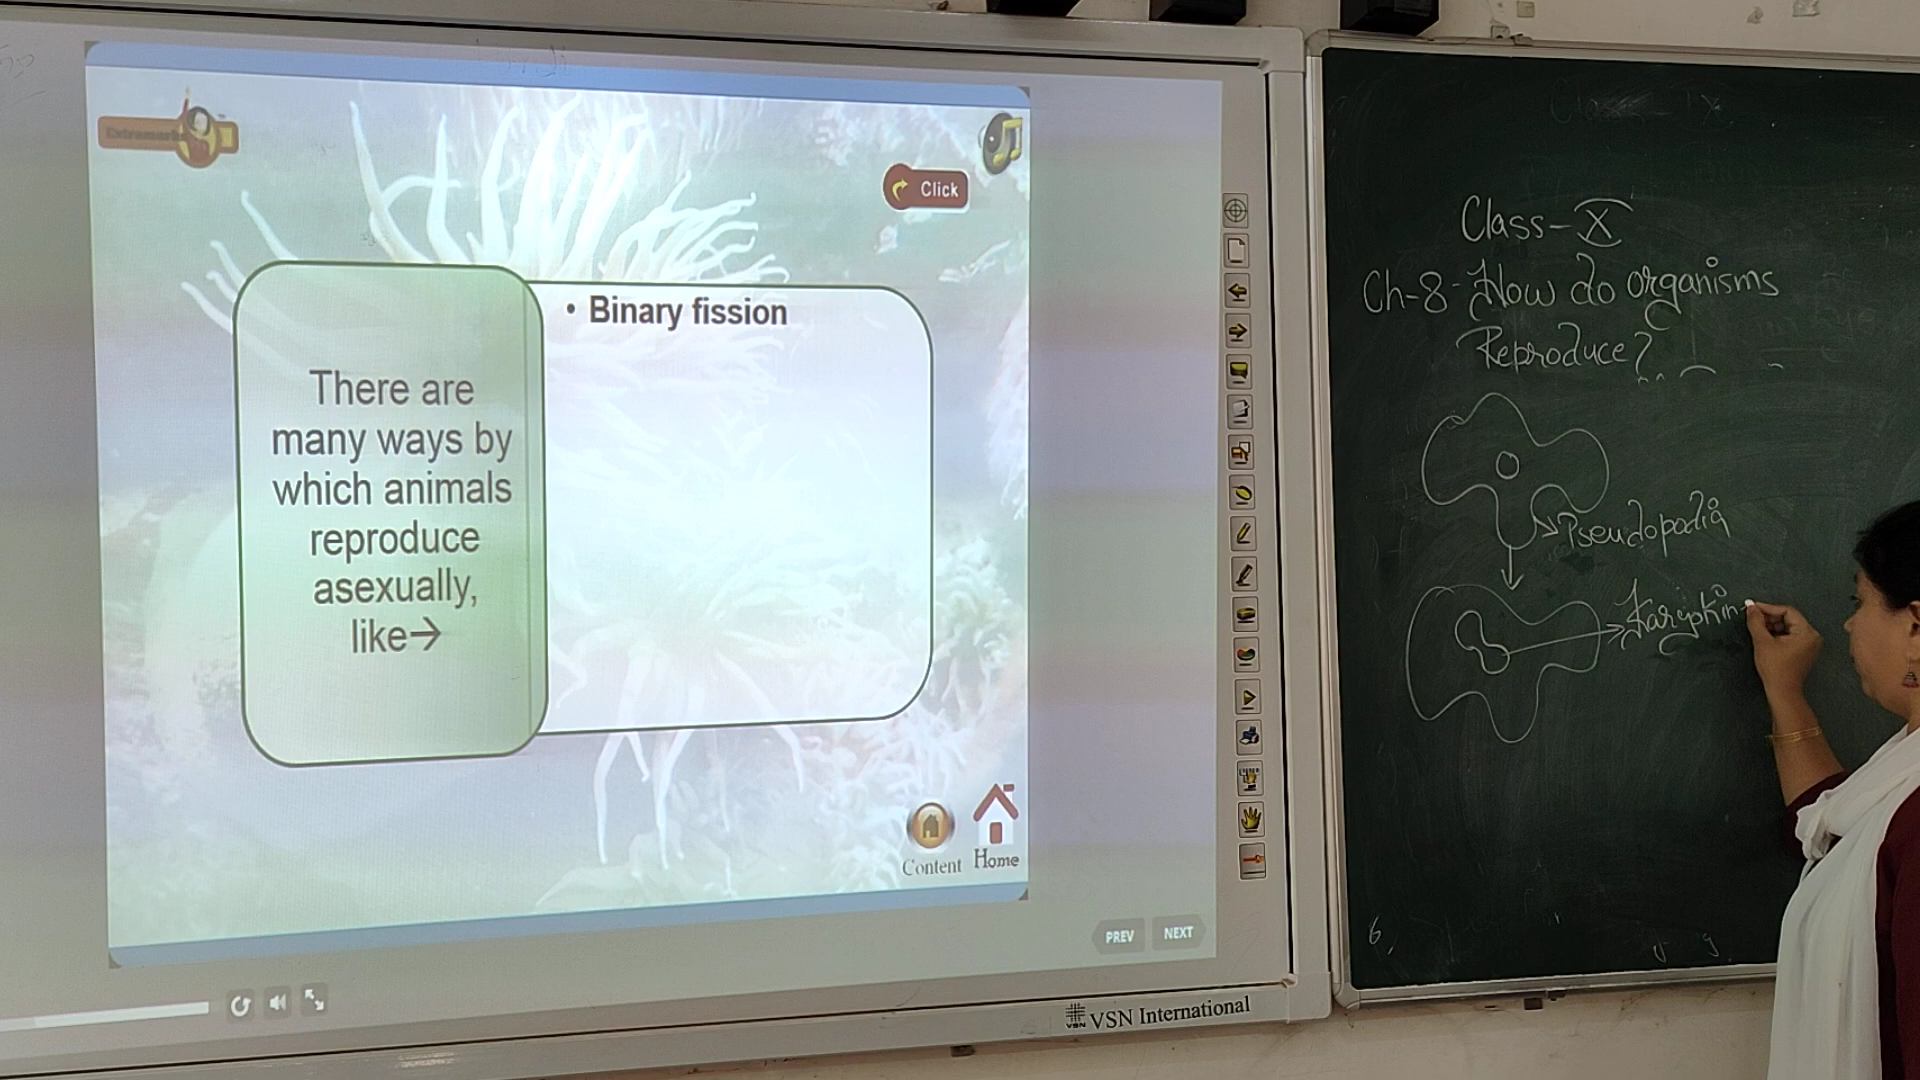 Extramarks
Click
• Binary fission
There are
many ways by
which animals
reproduce
asexually,
like→
Content
Home
PREV
NEXT
VSN International
Class-X
Ch-8-How do organisms
Reproduce?
Pseudopodia
6,